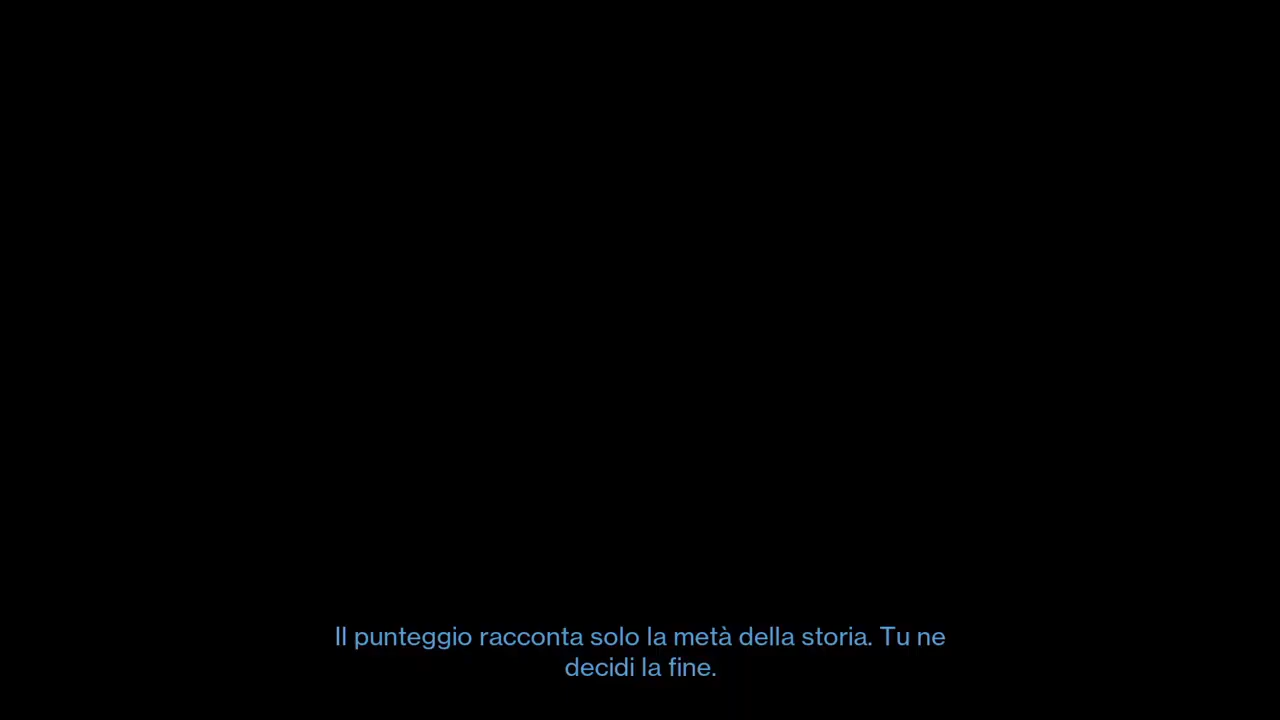 Il punteggio racconta solo la metà della storia. Tu ne
decidi la fine.